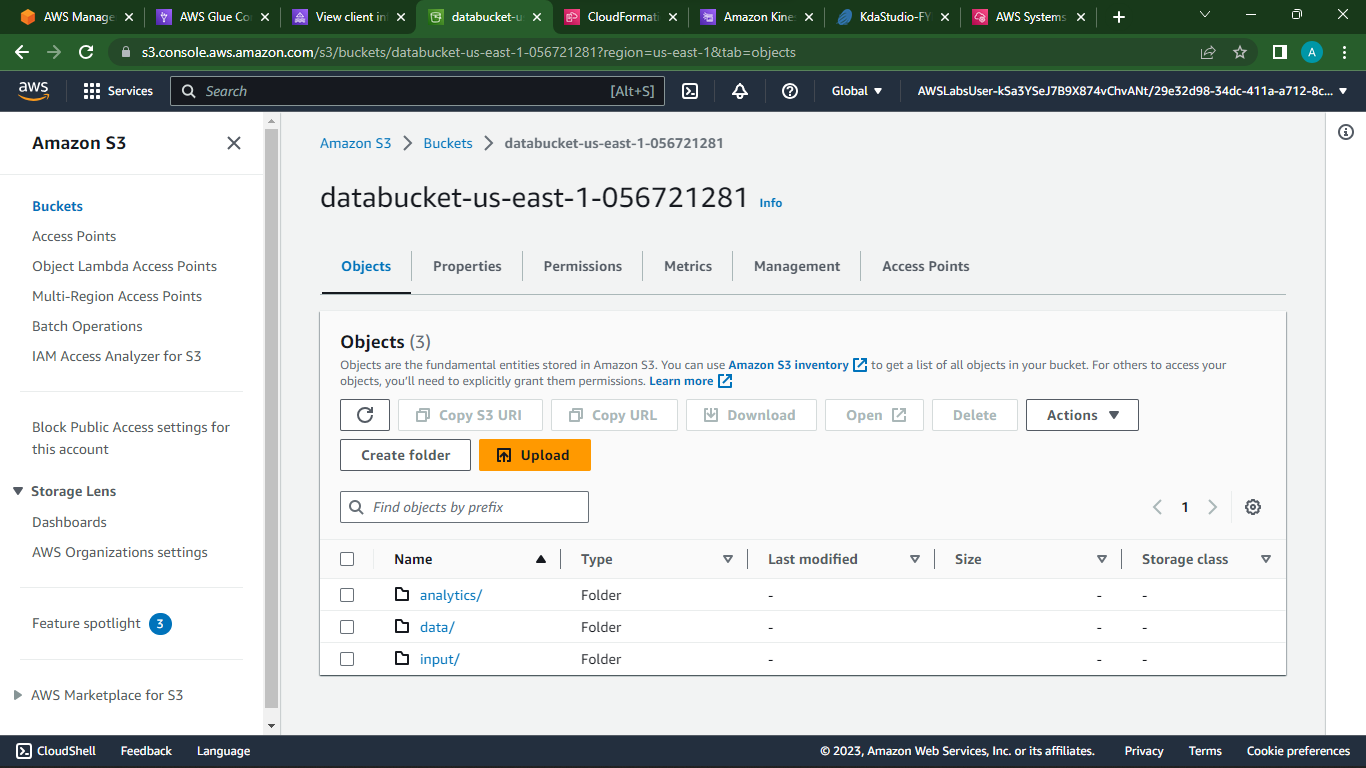 AWS Manage
AWS Glue Co
View client in
databucket-u
CloudFormati
Amazon Kine
KdaStudio-FY
AWS Systems
s3.console.aws.amazon.com/s3/buckets/databucket-us-east-1-056721281?region=us-east-1&tab=objects
A
aws
Services
Search
[Alt+S]
Global
AWSLabsUser-kSa3YSeJ7B9X874vChvANt/29e32d98-34dc-411a-a712-8c...
Amazon S3
Buckets
Access Points
Object Lambda Access Points
Multi-Region Access Points
Batch Operations
IAM Access Analyzer for S3
Block Public Access settings for
this account
Storage Lens
Dashboards
AWS Organizations settings
Feature spotlight 3
AWS Marketplace for S3
Amazon S3 Buckets databucket-us-east-1-056721281
databucket-us-east-1-056721281 Info
Objects Properties Permissions Metrics Management Access Points
Objects (3)
Objects are the fundamental entities stored in Amazon S3. You can use Amazon S3 inventory to get a list of all objects in your bucket. For others to access your
objects, you'll need to explicitly grant them permissions. Learn more
Copy S3 URI Copy URL Download Open Delete Actions
Create folder Upload
Find objects by prefix 1
Name Type Last modified Size Storage class
analytics/ Folder - - -
data/ Folder - - -
input/ Folder - - -
CloudShell Feedback Language © 2023, Amazon Web Services, Inc. or its affiliates. Privacy Terms Cookie preferences